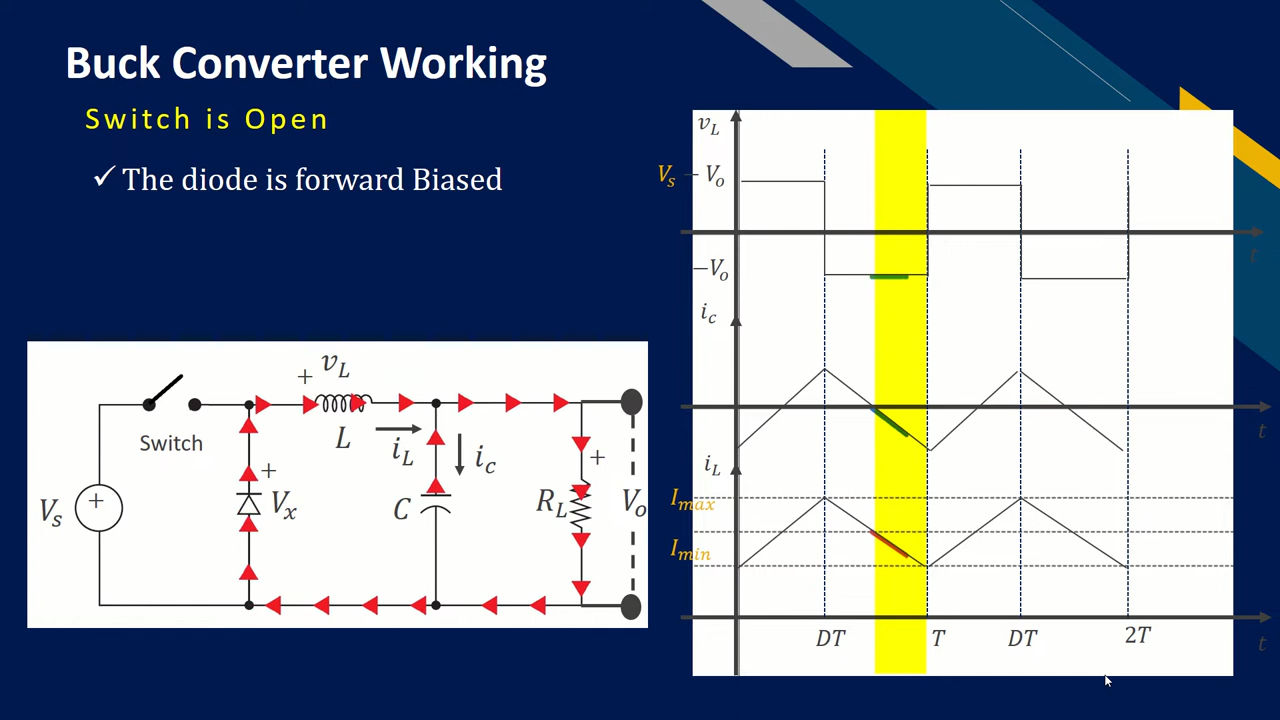 Buck Converter Working
Switch is Open
✓ The diode is forward Biased
Switch
V_s
+
+
v_L
L
i_L
i_c
+
V_x
C
R_L
+
V_o
v_L
V_s − V_o
t
−V_o
i_c
t
i_L
I_max
I_min
DT T DT 2T
t